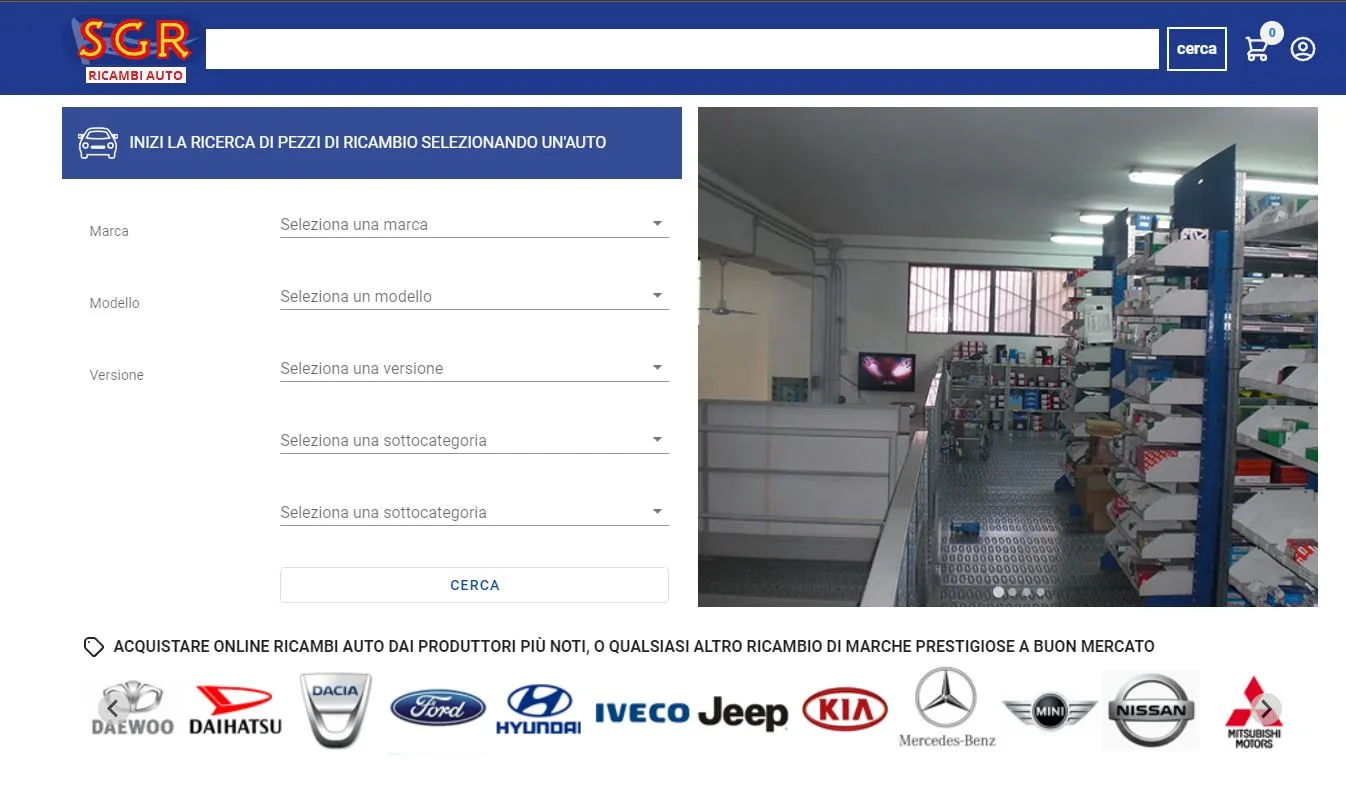 SGR
RICAMBI AUTO
cerca
0
INIZI LA RICERCA DI PEZZI DI RICAMBIO SELEZIONANDO UN'AUTO
Marca
Seleziona una marca
Modello
Seleziona un modello
Versione
Seleziona una versione
Seleziona una sottocategoria
Seleziona una sottocategoria
CERCA
ACQUISTARE ONLINE RICAMBI AUTO DAI PRODUTTORI PIÙ NOTI, O QUALSIASI ALTRO RICAMBIO DI MARCHE PRESTIGIOSE A BUON MERCATO
DAEWOO
DAIHATSU
DACIA
Ford
HYUNDAI
IVECO
Jeep
KIA
Mercedes-Benz
MINI
NISSAN
MITSUBISHI
MOTORS